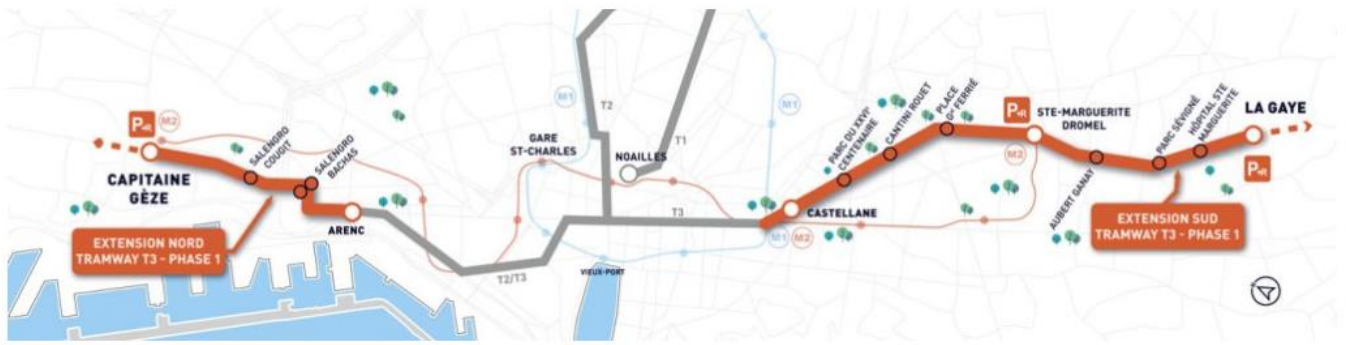 P+R
M2
CAPITAINE
GÈZE
SALENGRO
COUGIT
SALENGRO
BACHAS
ARENC
EXTENSION NORD
TRAMWAY T3 - PHASE 1
M1
T2
T1
GARE
ST-CHARLES
NOAILLES
M1
T3
T2/T3
VIEUX-PORT
CASTELLANE
M1 M2
PARC DU XXVIᵉ
CENTENAIRE
CANTINI ROUET
PLACE
Gᵃˡ FERRIÉ
P+R
STE-MARGUERITE
DROMEL
M2
AUBERT GANAY
PARC SÉVIGNÉ
HÔPITAL STE
MARGUERITE
LA GAYE
P+R
EXTENSION SUD
TRAMWAY T3 - PHASE 1